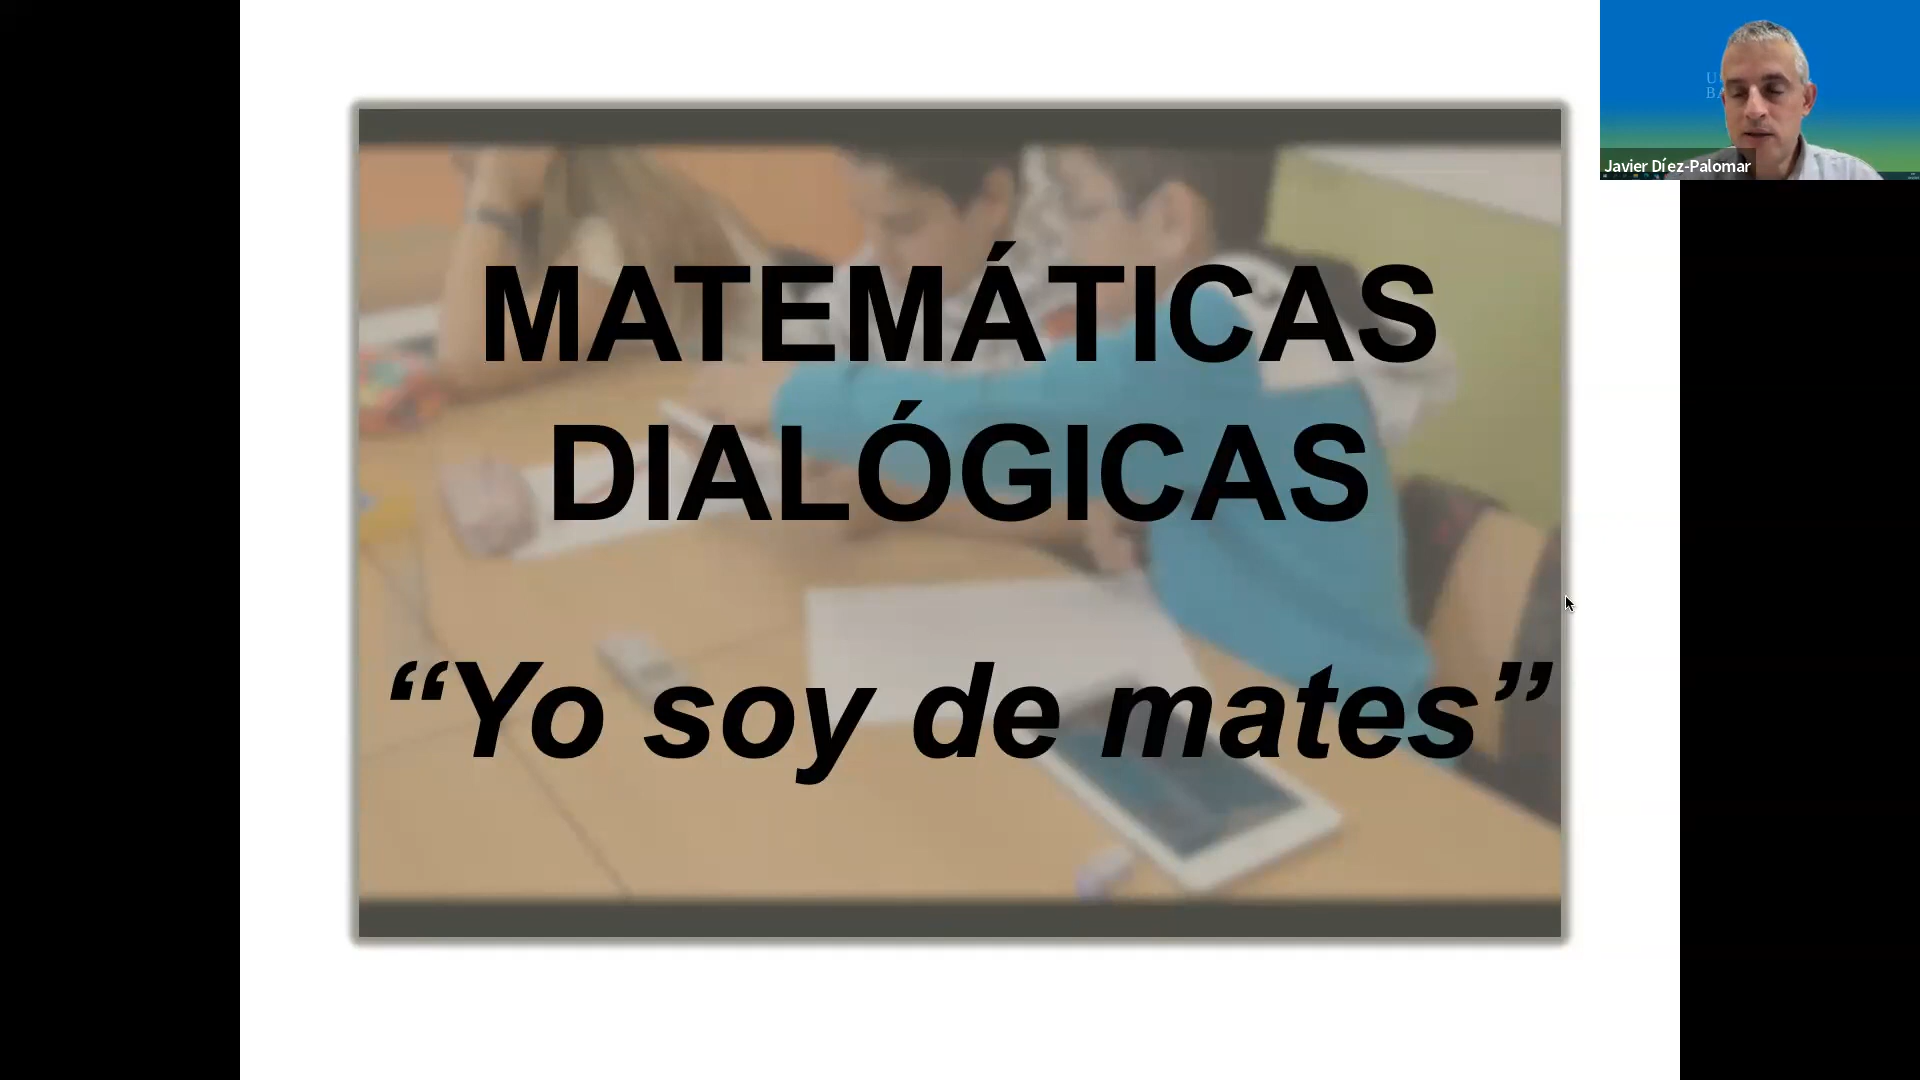 MATEMÁTICAS
DIALÓGICAS
“Yo soy de mates”
Javier Díez-Palomar